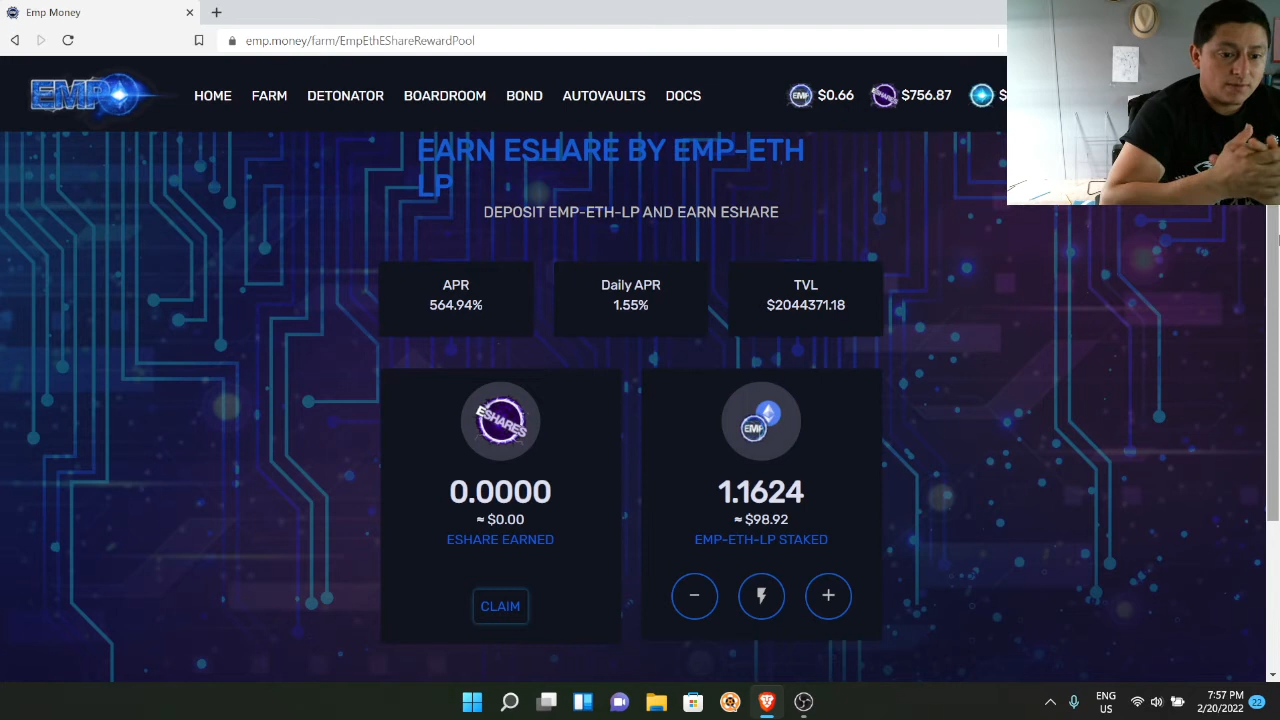 Emp Money
emp.money/farm/EmpEthEShareRewardPool
EMP
HOME FARM DETONATOR BOARDROOM BOND AUTOVAULTS DOCS
EMP $0.66 $756.87 $
EARN ESHARE BY EMP-ETH
LP
DEPOSIT EMP-ETH-LP AND EARN ESHARE
APR
564.94%
Daily APR
1.55%
TVL
$2044371.18
ESHARES
0.0000
≈ $0.00
ESHARE EARNED
CLAIM
EMP
1.1624
≈ $98.92
EMP-ETH-LP STAKED
ENG
US
7:57 PM
2/20/2022
22